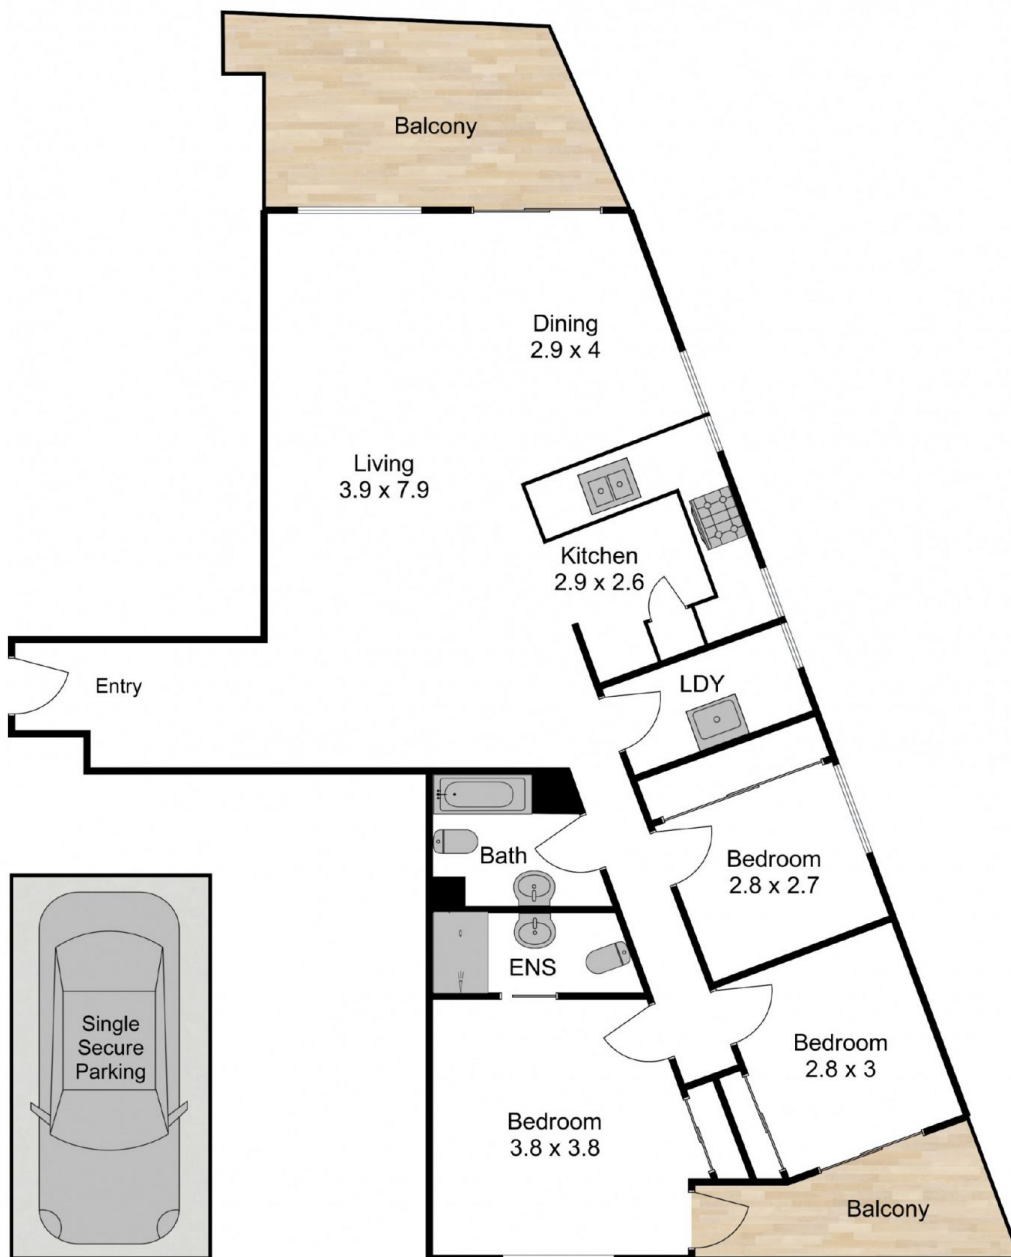 Balcony
Dining
2.9 x 4
Living
3.9 x 7.9
Kitchen
2.9 x 2.6
Entry
LDY
Bath
Bedroom
2.8 x 2.7
ENS
Single
Secure
Parking
Bedroom
2.8 x 3
Bedroom
3.8 x 3.8
Balcony